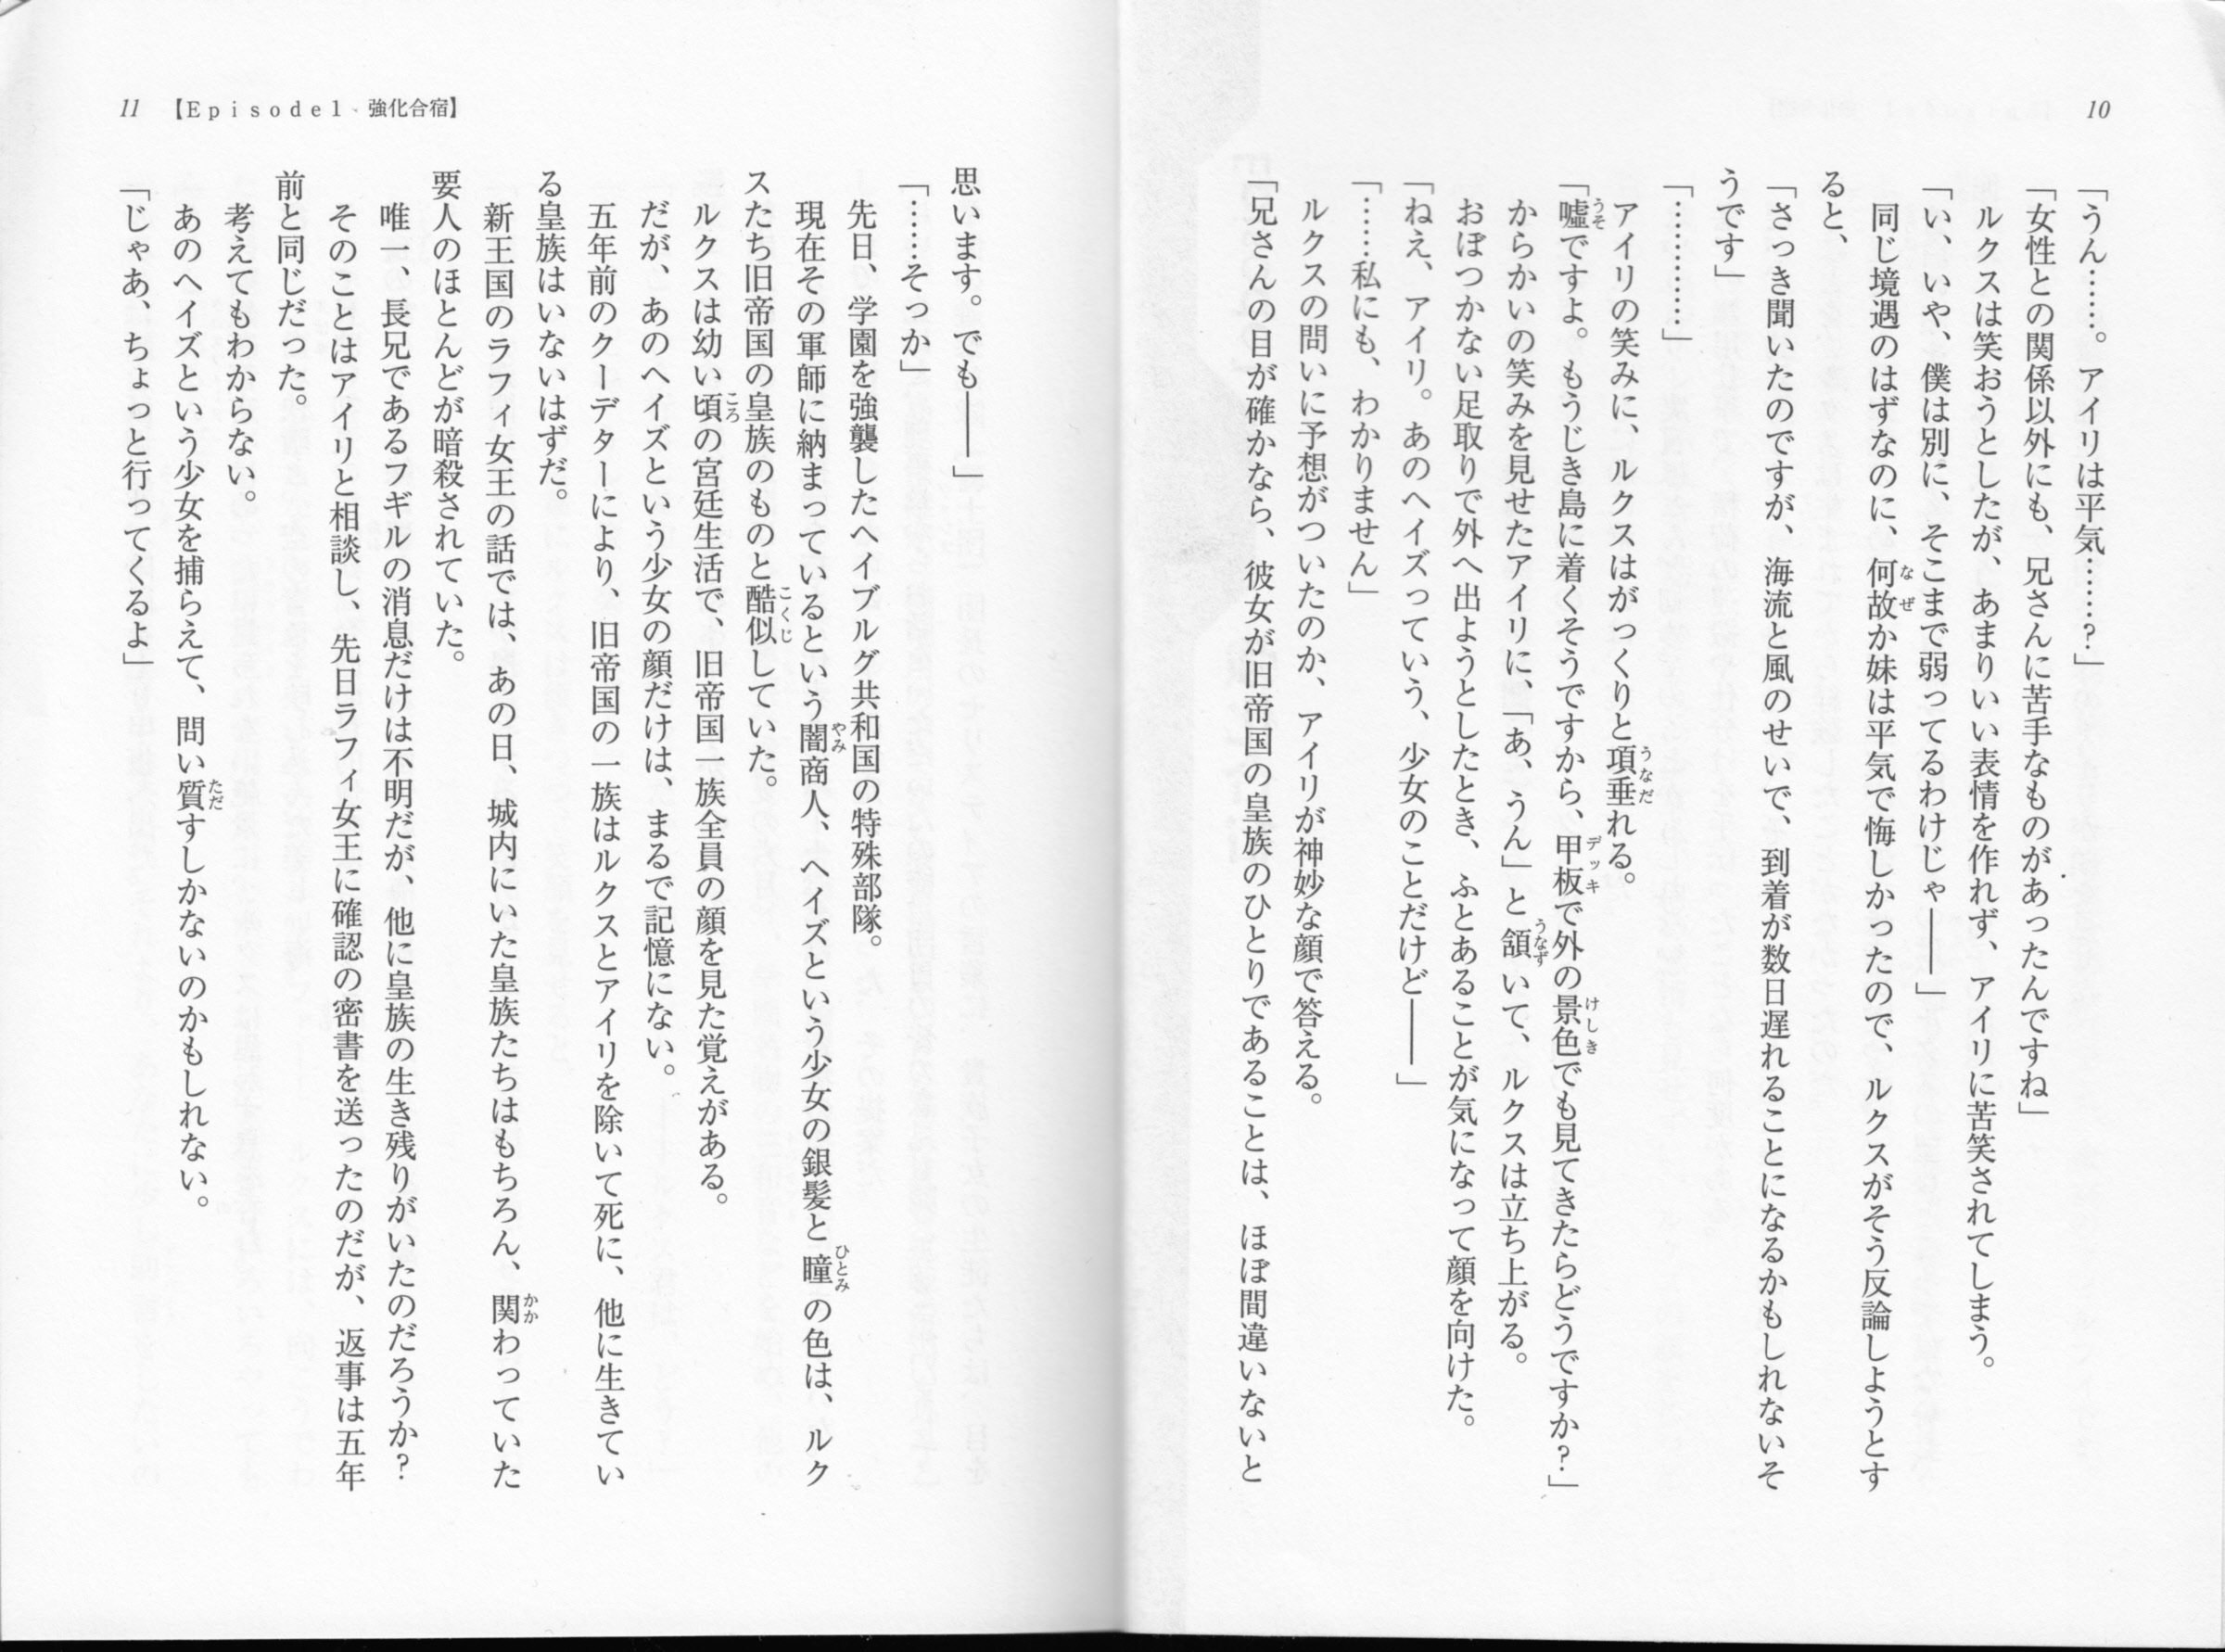 10
「うん……。アイリは平気……？」
「女性との関係以外にも、兄さんに苦手なものがあったんですね」
ルクスは笑おうとしたが、あまりいい表情を作れず、アイリに苦笑されてしまう。
「い、いや、僕は別に、そこまで弱ってるわけじゃ――」
同じ境遇のはずなのに、何故か妹は平気で悔しかったので、ルクスがそう反論しようとす
ると、
「さっき聞いたのですが、海流と風のせいで、到着が数日遅れることになるかもしれないそ
うです」
「…………」
アイリの笑みに、ルクスはがっくりと項垂れる。
「嘘ですよ。もうじき島に着くそうですから、甲板で外の景色でも見てきたらどうですか？」
からかいの笑みを見せたアイリに、「あ、うん」と頷いて、ルクスは立ち上がる。
おぼつかない足取りで外へ出ようとしたとき、ふとあることが気になって顔を向けた。
「ねえ、アイリ。あのヘイズっていう、少女のことだけど――」
「……私にも、わかりません」
ルクスの問いに予想がついたのか、アイリが神妙な顔で答える。
「兄さんの目が確かなら、彼女が旧帝国の皇族のひとりであることは、ほぼ間違いないと
11 【Episode1、強化合宿】
思います。でも――」
「……そっか」
先日、学園を強襲したヘイブルグ共和国の特殊部隊。
現在その軍師に納まっているという闇商人、ヘイズという少女の銀髪と瞳の色は、ルク
スたち旧帝国の皇族のものと酷似していた。
ルクスは幼い頃の宮廷生活で、旧帝国一族全員の顔を見た覚えがある。
だが、あのヘイズという少女の顔だけは、まるで記憶にない。
五年前のクーデターにより、旧帝国の一族はルクスとアイリを除いて死に、他に生きてい
る皇族はいないはずだ。
新王国のラフィ女王の話では、あの日、城内にいた皇族たちはもちろん、関わっていた
要人のほとんどが暗殺されていた。
唯一、長兄であるフギルの消息だけは不明だが、他に皇族の生き残りがいたのだろうか？
そのことはアイリと相談し、先日ラフィ女王に確認の密書を送ったのだが、返事は五年
前と同じだった。
考えてもわからない。
あのヘイズという少女を捕らえて、問い質すしかないのかもしれない。
「じゃあ、ちょっと行ってくるよ」